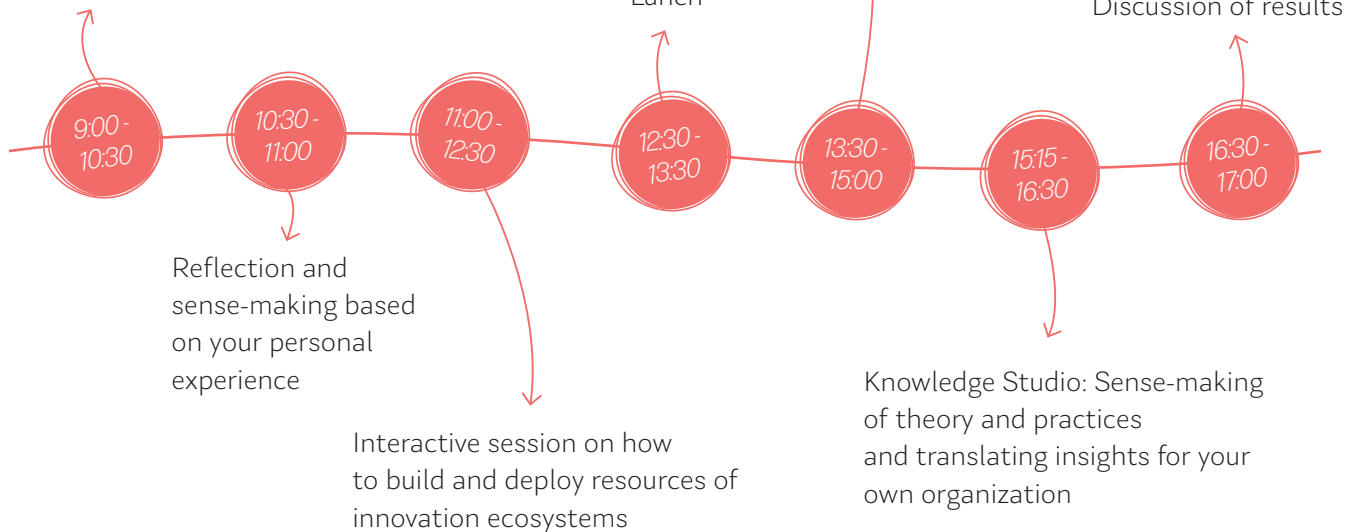 Lunch
Discussion of results
9:00 -
10:30
10:30 -
11:00
11:00 -
12:30
12:30 -
13:30
13:30 -
15:00
15:15 -
16:30
16:30 -
17:00
Reflection and
sense-making based
on your personal
experience
Interactive session on how
to build and deploy resources of
innovation ecosystems
Knowledge Studio: Sense-making
of theory and practices
and translating insights for your
own organization